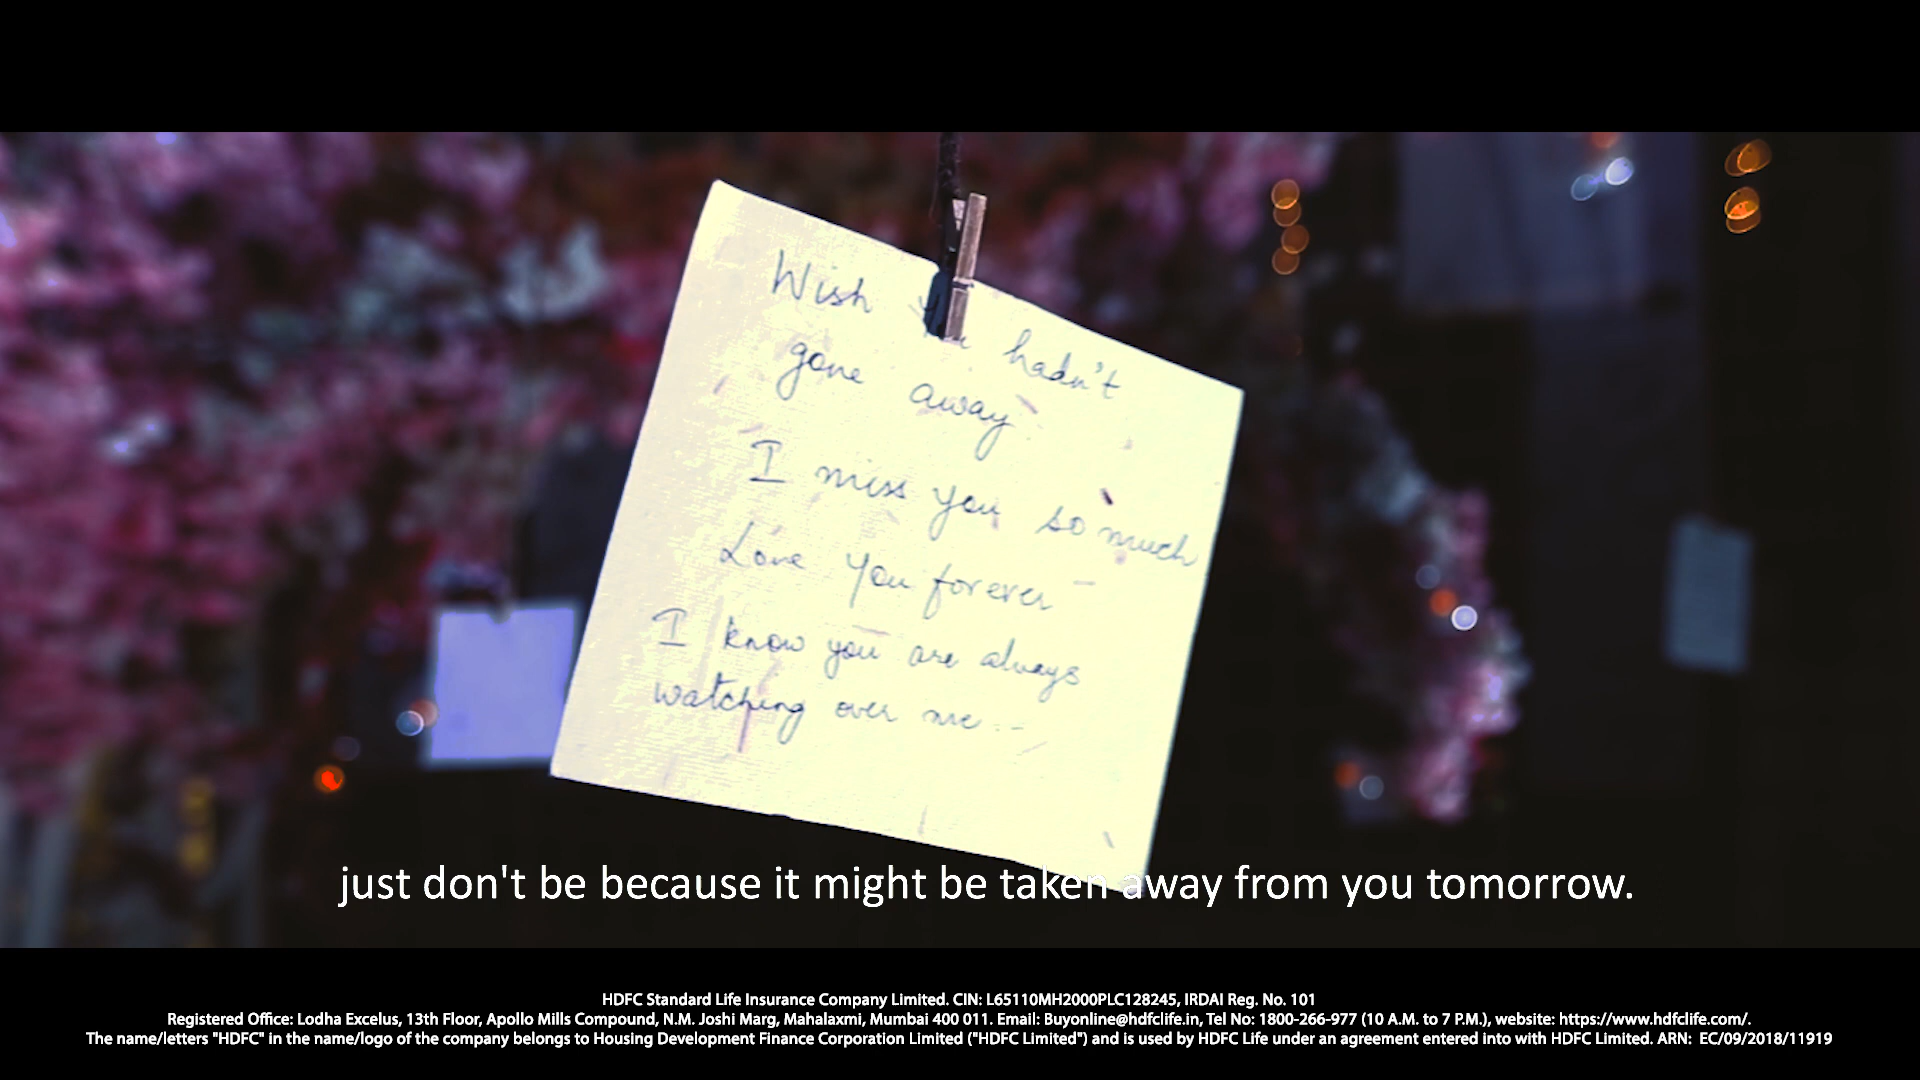 Wish hadn't
gone away
I miss you so much
Love you forever
I know you are always
watching over me..
just don't be because it might be taken away from you tomorrow.
HDFC Standard Life Insurance Company Limited. CIN: L65110MH2000PLC128245, IRDAI Reg. No. 101
Registered Office: Lodha Excelus, 13th Floor, Apollo Mills Compound, N.M. Joshi Marg, Mahalaxmi, Mumbai 400 011. Email: Buyonline@hdfclife.in, Tel No: 1800-266-977 (10 A.M. to 7 P.M.), website: https://www.hdfclife.com/.
The name/letters "HDFC" in the name/logo of the company belongs to Housing Development Finance Corporation Limited ("HDFC Limited") and is used by HDFC Life under an agreement entered into with HDFC Limited. ARN: EC/09/2018/11919